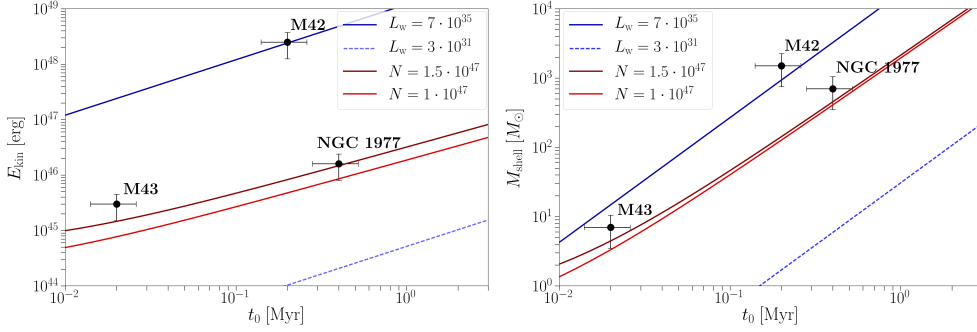 10^49
10^48
10^47
10^46
10^45
10^44
E_kin [erg]
M42
NGC 1977
M43
L_w = 7 · 10^35
L_w = 3 · 10^31
N = 1.5 · 10^47
N = 1 · 10^47
10^−2 10^−1 10^0
t_0 [Myr]
10^4
10^3
10^2
10^1
10^0
M_shell [M_⊙]
L_w = 7 · 10^35
L_w = 3 · 10^31
N = 1.5 · 10^47
N = 1 · 10^47
M42
NGC 1977
M43
10^−2 10^−1 10^0
t_0 [Myr]